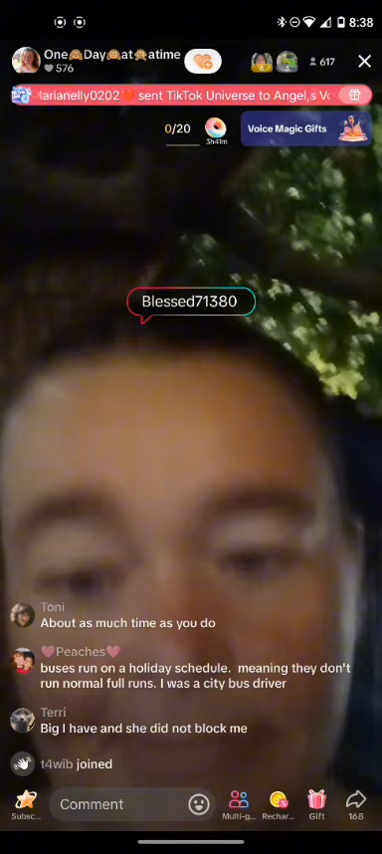 8:38
One🙈Day🙉at🙊atime
576
617
larianelly0202 sent TikTok Universe to Angel,s
0/20
3h41m
Voice Magic Gifts
Blessed71380
Toni
About as much time as you do
💗Peaches💗
buses run on a holiday schedule. meaning they don't
run normal full runs. I was a city bus driver
Terri
Big I have and she did not block me
t4wib joined
Comment
Subsc...
Multi-g...
Rechar...
Gift
168